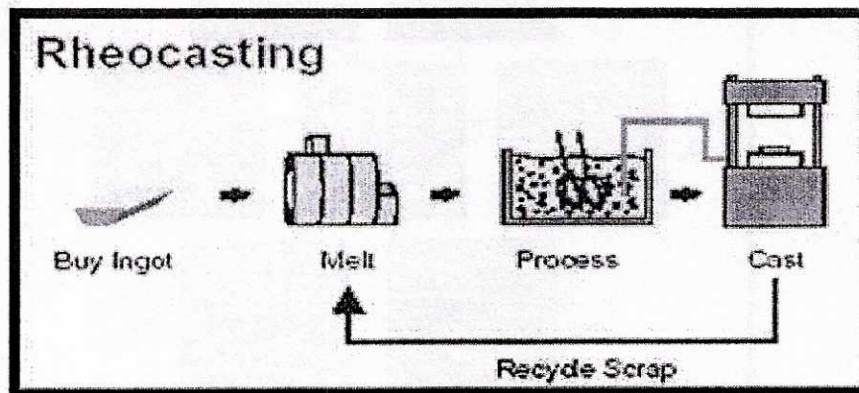 Rheocasting
Buy Ingot
Melt
Process
Cast
Recycle Scrap